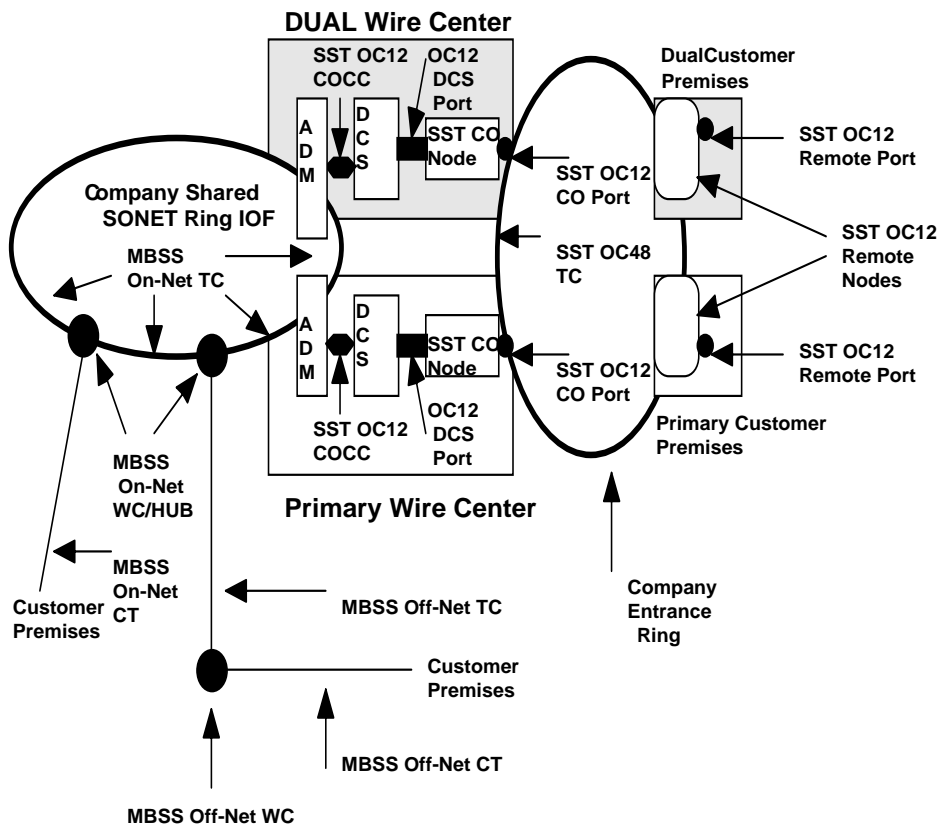 DUAL Wire Center
SST OC12
COCC
OC12
DCS
Port
DualCustomer
Premises
A
D
M
D
C
S
SST CO
Node
SST OC12
Remote Port
SST OC12
CO Port
Company Shared
SONET Ring IOF
MBSS
On-Net TC
SST OC48
TC
SST OC12
Remote
Nodes
A
D
M
D
C
S
SST CO
Node
SST OC12
CO Port
SST OC12
Remote Port
SST OC12
COCC
OC12
DCS
Port
Primary Customer
Premises
MBSS
On-Net
WC/HUB
Primary Wire Center
MBSS
On-Net
CT
Customer
Premises
MBSS Off-Net TC
Company
Entrance
Ring
Customer
Premises
MBSS Off-Net CT
MBSS Off-Net WC